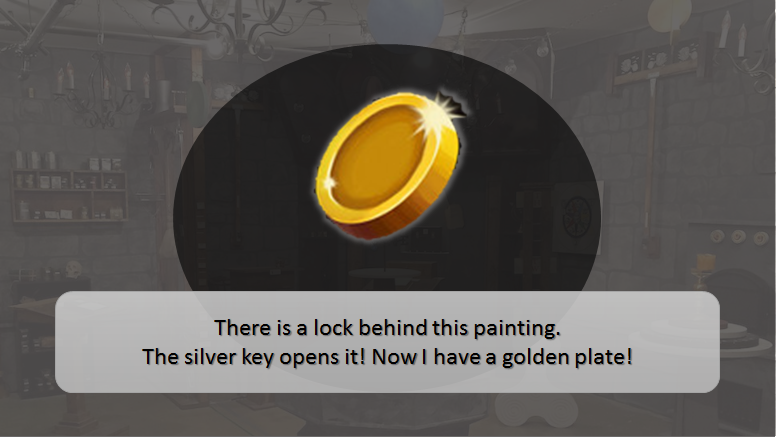 There is a lock behind this painting.
The silver key opens it! Now I have a golden plate!